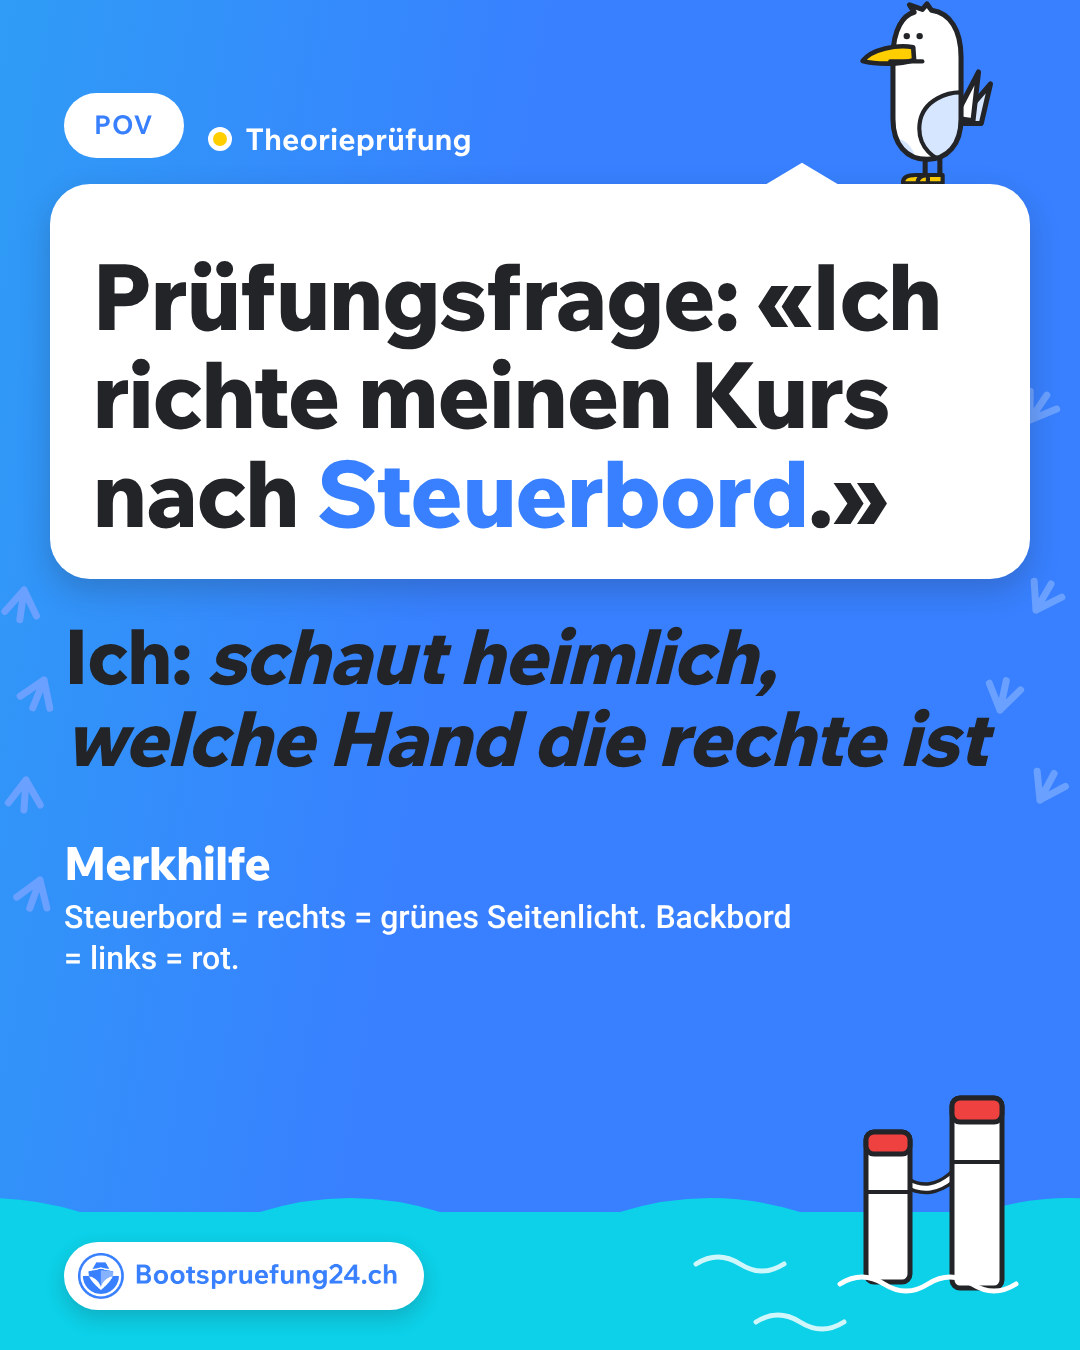 POV
Theorieprüfung
Prüfungsfrage: «Ich
richte meinen Kurs
nach Steuerbord.»
Ich: schaut heimlich,
welche Hand die rechte ist
Merkhilfe
Steuerbord = rechts = grünes Seitenlicht. Backbord
= links = rot.
Bootspruefung24.ch